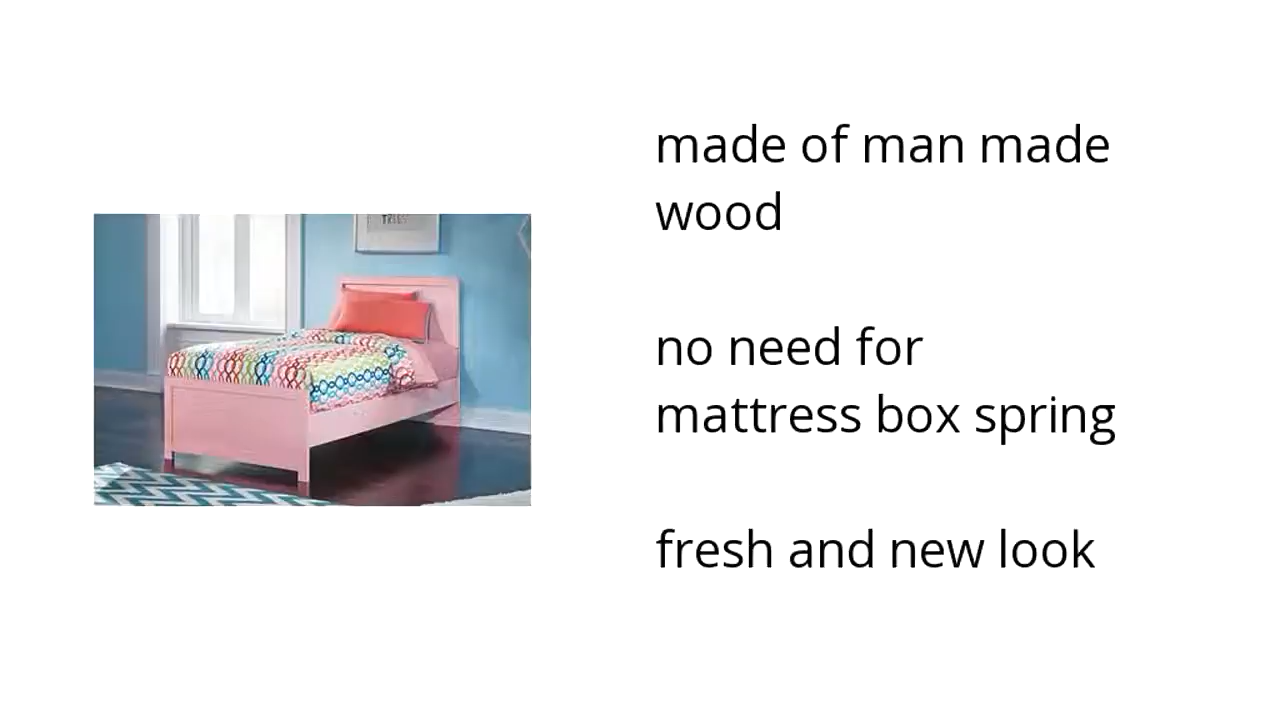 made of man made
wood
no need for
mattress box spring
fresh and new look